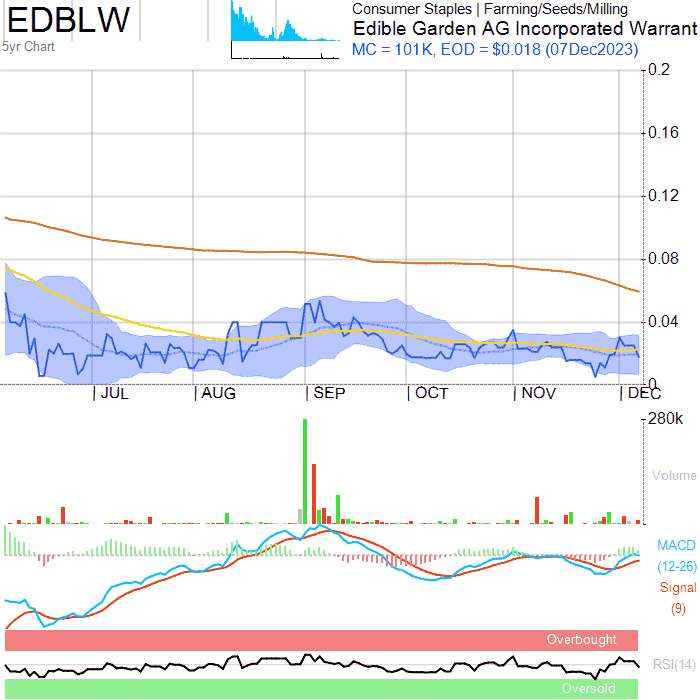 EDBLW
5yr Chart
Consumer Staples | Farming/Seeds/Milling
Edible Garden AG Incorporated Warrant
MC = 101K, EOD = $0.018 (07Dec2023)
0.2
0.16
0.12
0.08
0.04
0
JUL AUG SEP OCT NOV DEC
280k
Volume
MACD
(12-26)
Signal
(9)
Overbought
RSI(14)
Oversold